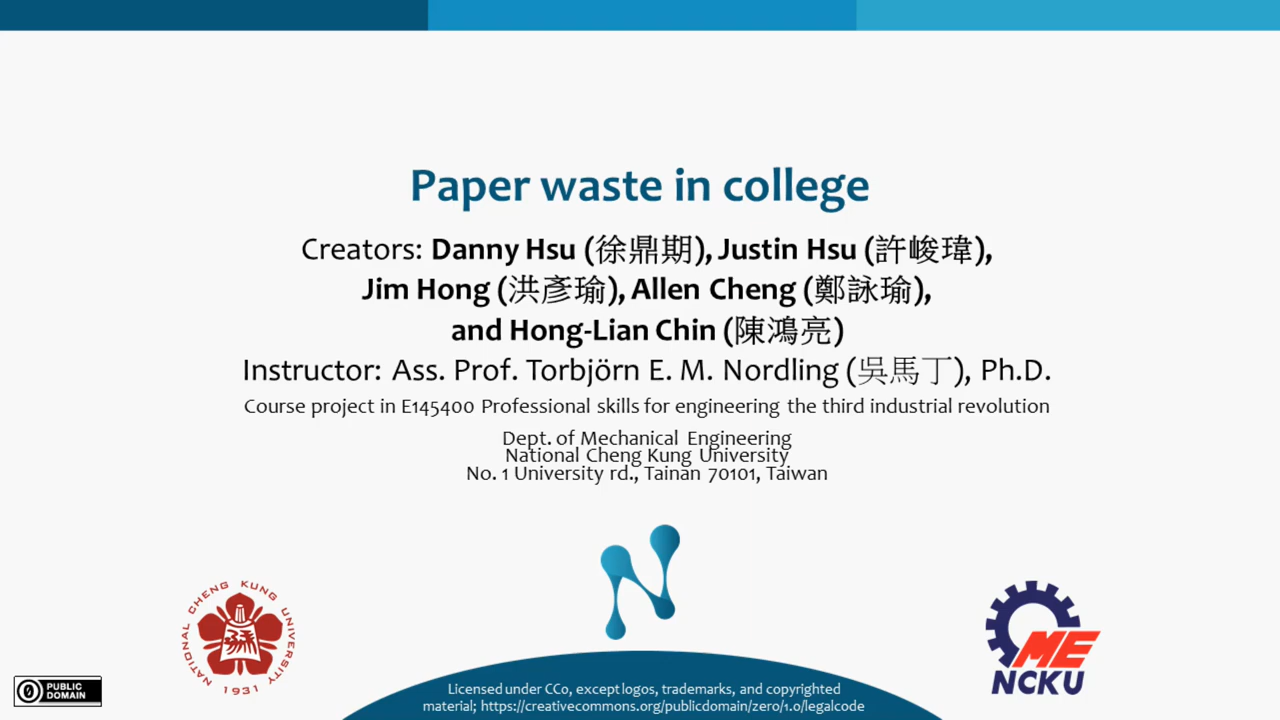 Paper waste in college
Creators: Danny Hsu (徐鼎期), Justin Hsu (許峻瑋),
Jim Hong (洪彥瑜), Allen Cheng (鄭詠瑜),
and Hong-Lian Chin (陳鴻亮)
Instructor: Ass. Prof. Torbjörn E. M. Nordling (吳馬丁), Ph.D.
Course project in E145400 Professional skills for engineering the third industrial revolution
Dept. of Mechanical Engineering
National Cheng Kung University
No. 1 University rd., Tainan 70101, Taiwan
NATIONAL CHENG KUNG UNIVERSITY
1931
ME
NCKU
PUBLIC
DOMAIN
Licensed under CC0, except logos, trademarks, and copyrighted
material; https://creativecommons.org/publicdomain/zero/1.0/legalcode